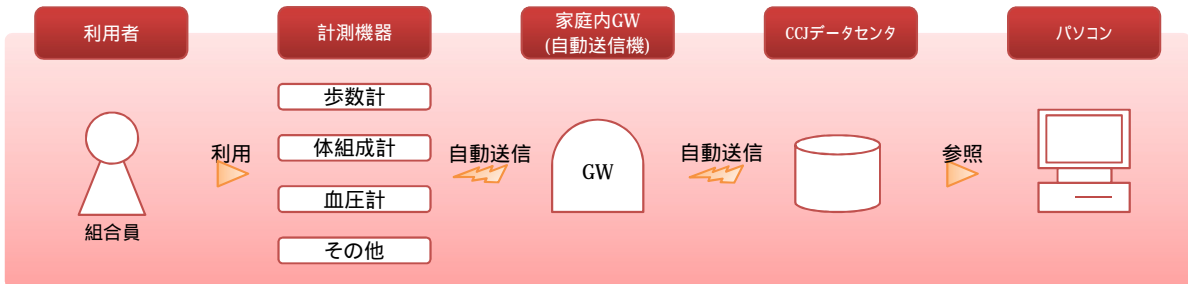 利用者
計測機器
家庭内GW
(自動送信機)
CCJデータセンタ
パソコン
歩数計
体組成計
血圧計
その他
利用
自動送信
GW
自動送信
参照
組合員